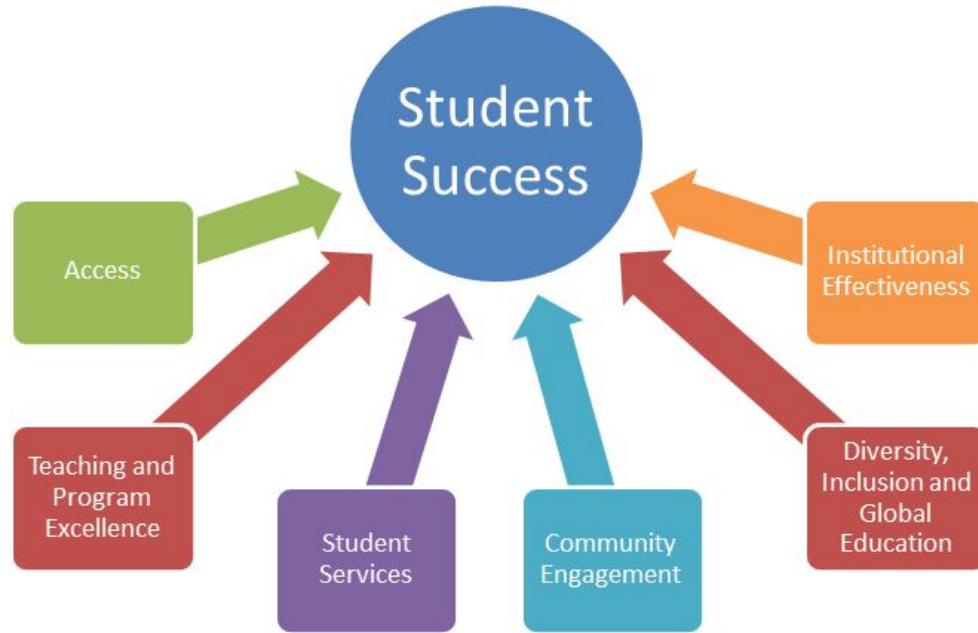 Student
Success
Access
Institutional
Effectiveness
Teaching and
Program
Excellence
Student
Services
Community
Engagement
Diversity,
Inclusion and
Global
Education